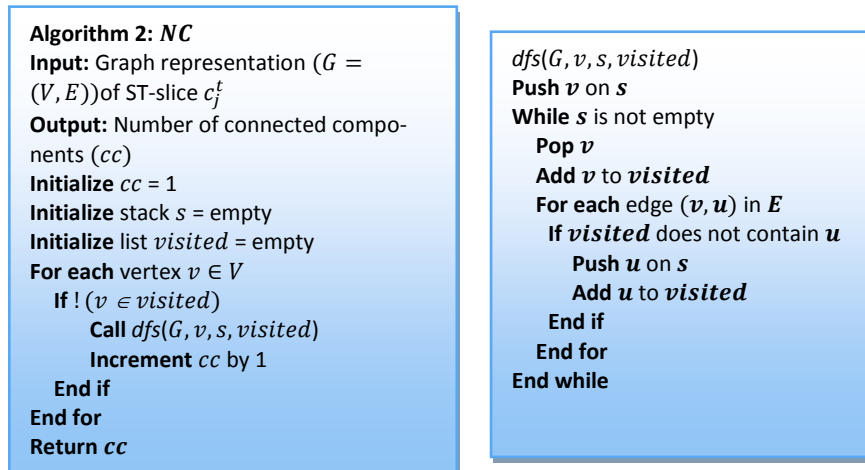 Algorithm 2: NC
Input: Graph representation (G =
(V, E))of ST-slice c_j^t
Output: Number of connected compo-
nents (cc)
Initialize cc = 1
Initialize stack s = empty
Initialize list visited = empty
For each vertex v ∈ V
If ! (v ∈ visited)
Call dfs(G, v, s, visited)
Increment cc by 1
End if
End for
Return cc
dfs(G, v, s, visited)
Push v on s
While s is not empty
Pop v
Add v to visited
For each edge (v, u) in E
If visited does not contain u
Push u on s
Add u to visited
End if
End for
End while